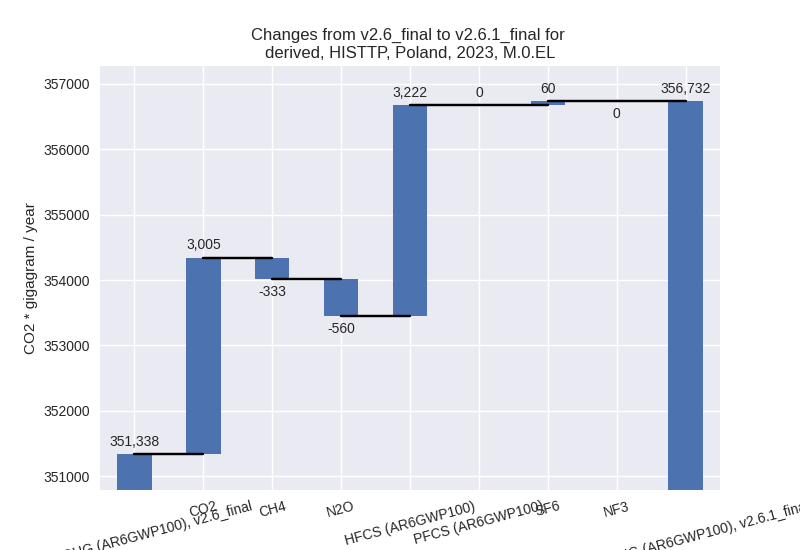 Changes from v2.6_final to v2.6.1_final for
derived, HISTTP, Poland, 2023, M.0.EL
CO2 * gigagram / year
357000
356000
355000
354000
353000
352000
351000
351,338
3,005
-333
-560
3,222
0
60
0
356,732
(AR6GWP100), v2.6_final
CO2
CH4
N2O
HFCS (AR6GWP100)
PFCS (AR6GWP100)
SF6
NF3
(AR6GWP100), v2.6.1_fina